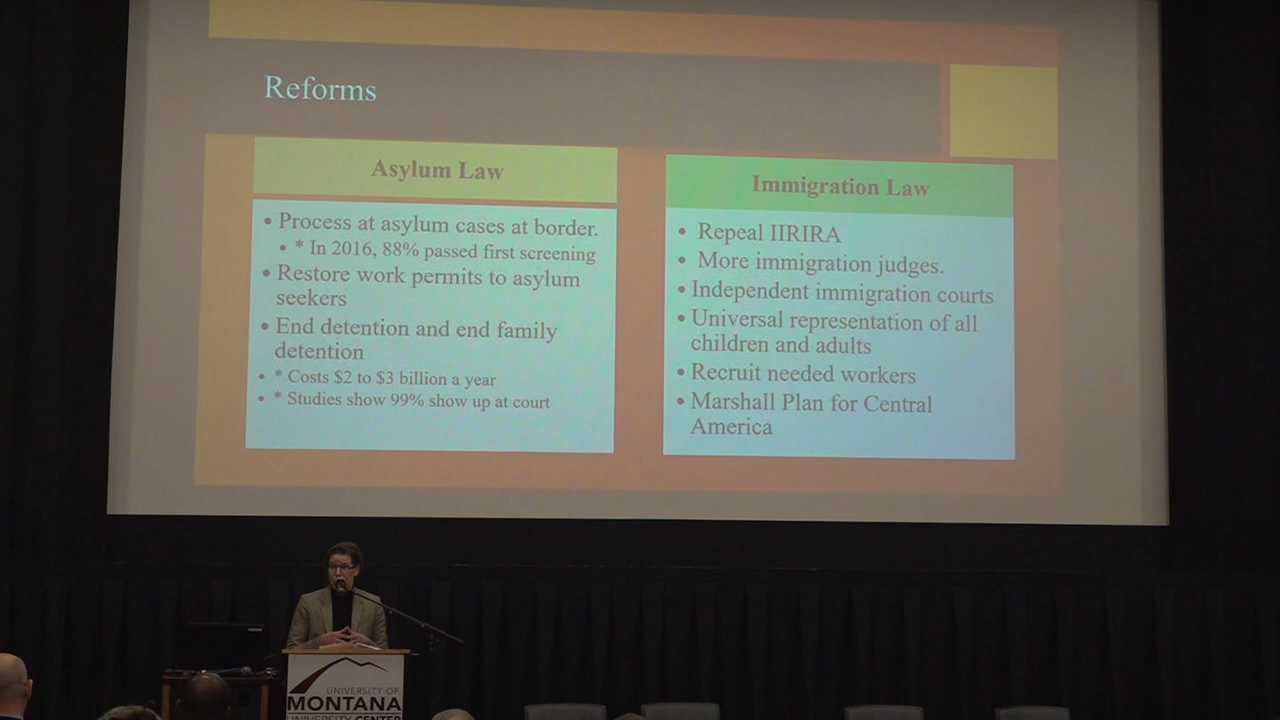 Reforms
Asylum Law
• Process at asylum cases at border.
• * In 2016, 88% passed first screening
• Restore work permits to asylum
seekers
• End detention and end family
detention
• * Costs $2 to $3 billion a year
• * Studies show 99% show up at court
Immigration Law
• Repeal IIRIRA
• More immigration judges.
• Independent immigration courts
• Universal representation of all
children and adults
• Recruit needed workers
• Marshall Plan for Central
America
UNIVERSITY OF
MONTANA
UNIVERSITY CENTER